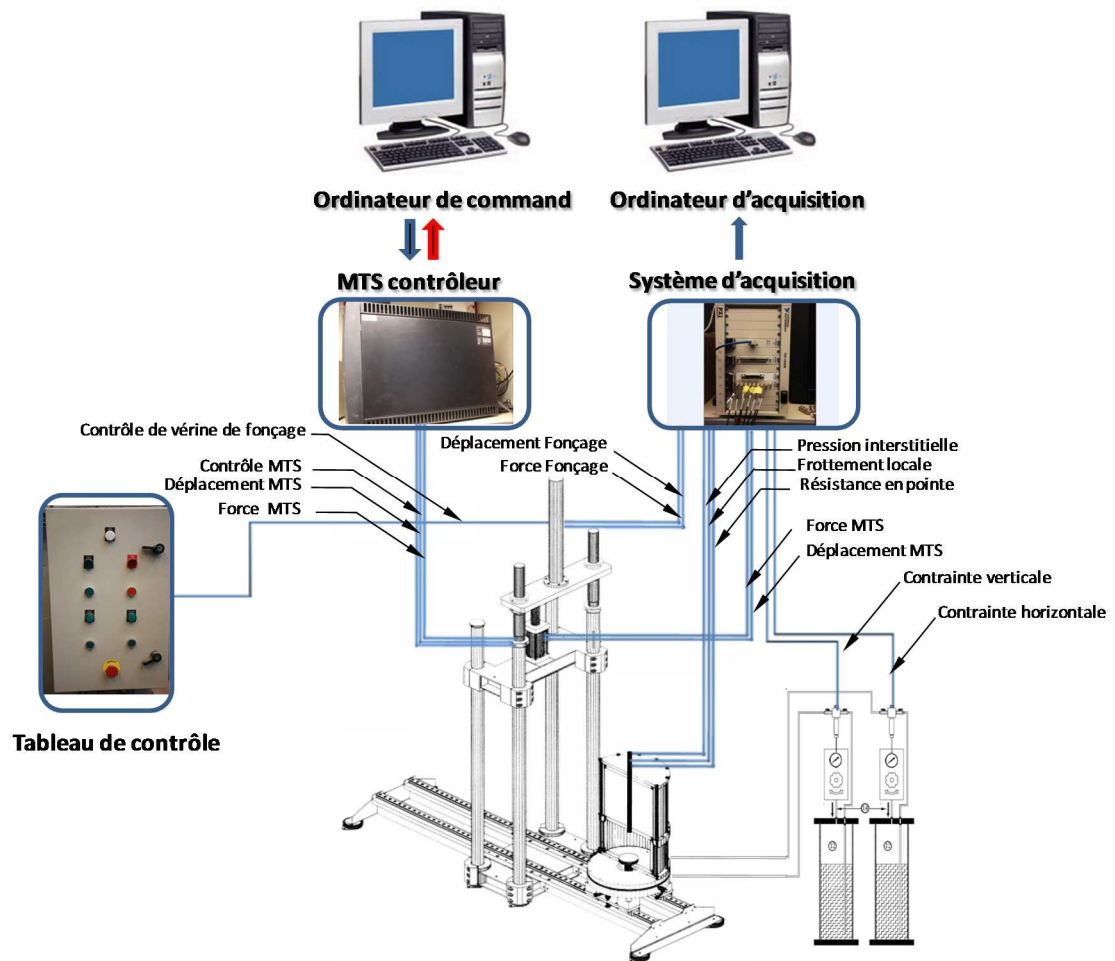 Ordinateur de command
Ordinateur d'acquisition
MTS contrôleur
Système d'acquisition
Contrôle de vérine de fonçage
Contrôle MTS
Déplacement MTS
Force MTS
Déplacement Fonçage
Force Fonçage
Pression interstitielle
Frottement locale
Résistance en pointe
Force MTS
Déplacement MTS
Contrainte verticale
Contrainte horizontale
Tableau de contrôle